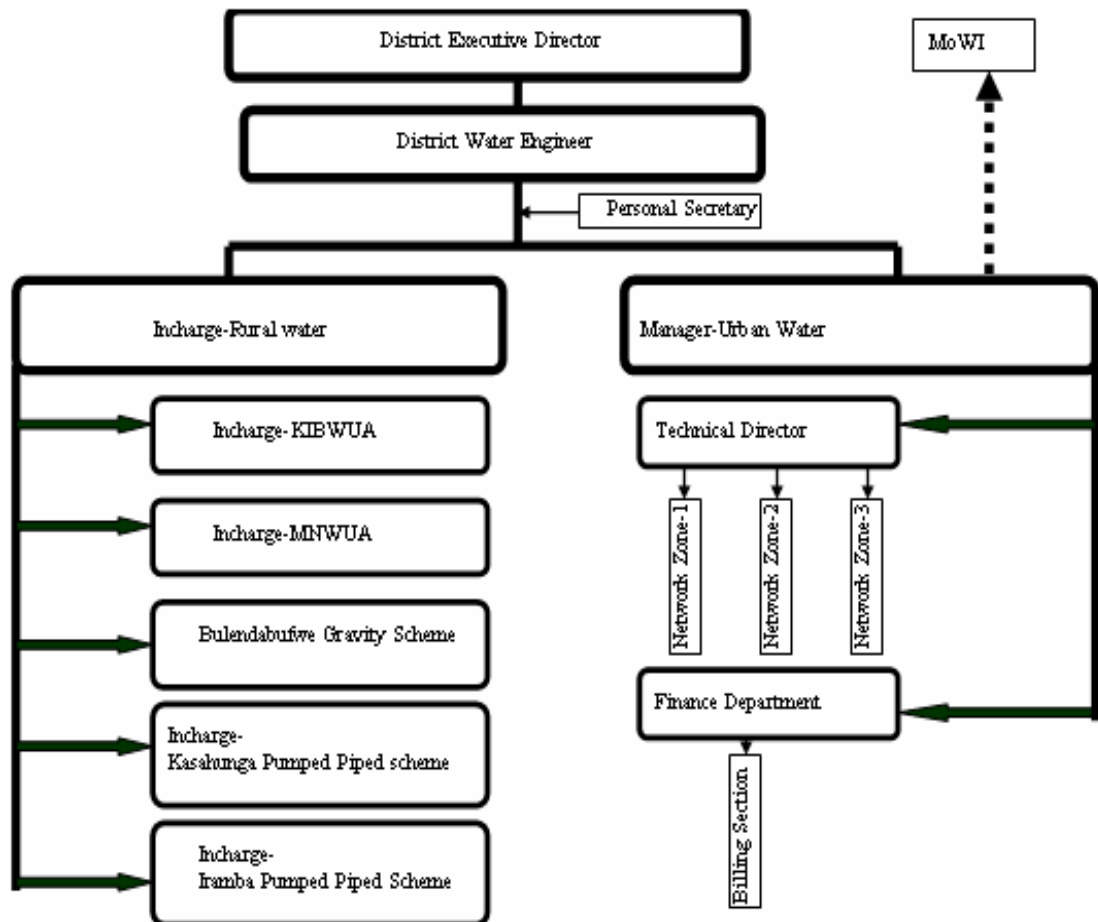 District Executive Director
MoWI
District Water Engineer
Personal Secretary
Incharge-Rural water
Manager-Urban Water
Incharge-KIBWUA
Technical Director
Incharge-MNWUA
Network Zone-1
Network Zone-2
Network Zone-3
Bulendabufwe Gravity Scheme
Finance Department
Incharge-
Kasahunga Pumped Piped scheme
Billing Section
Incharge-
Iramba Pumped Piped Scheme